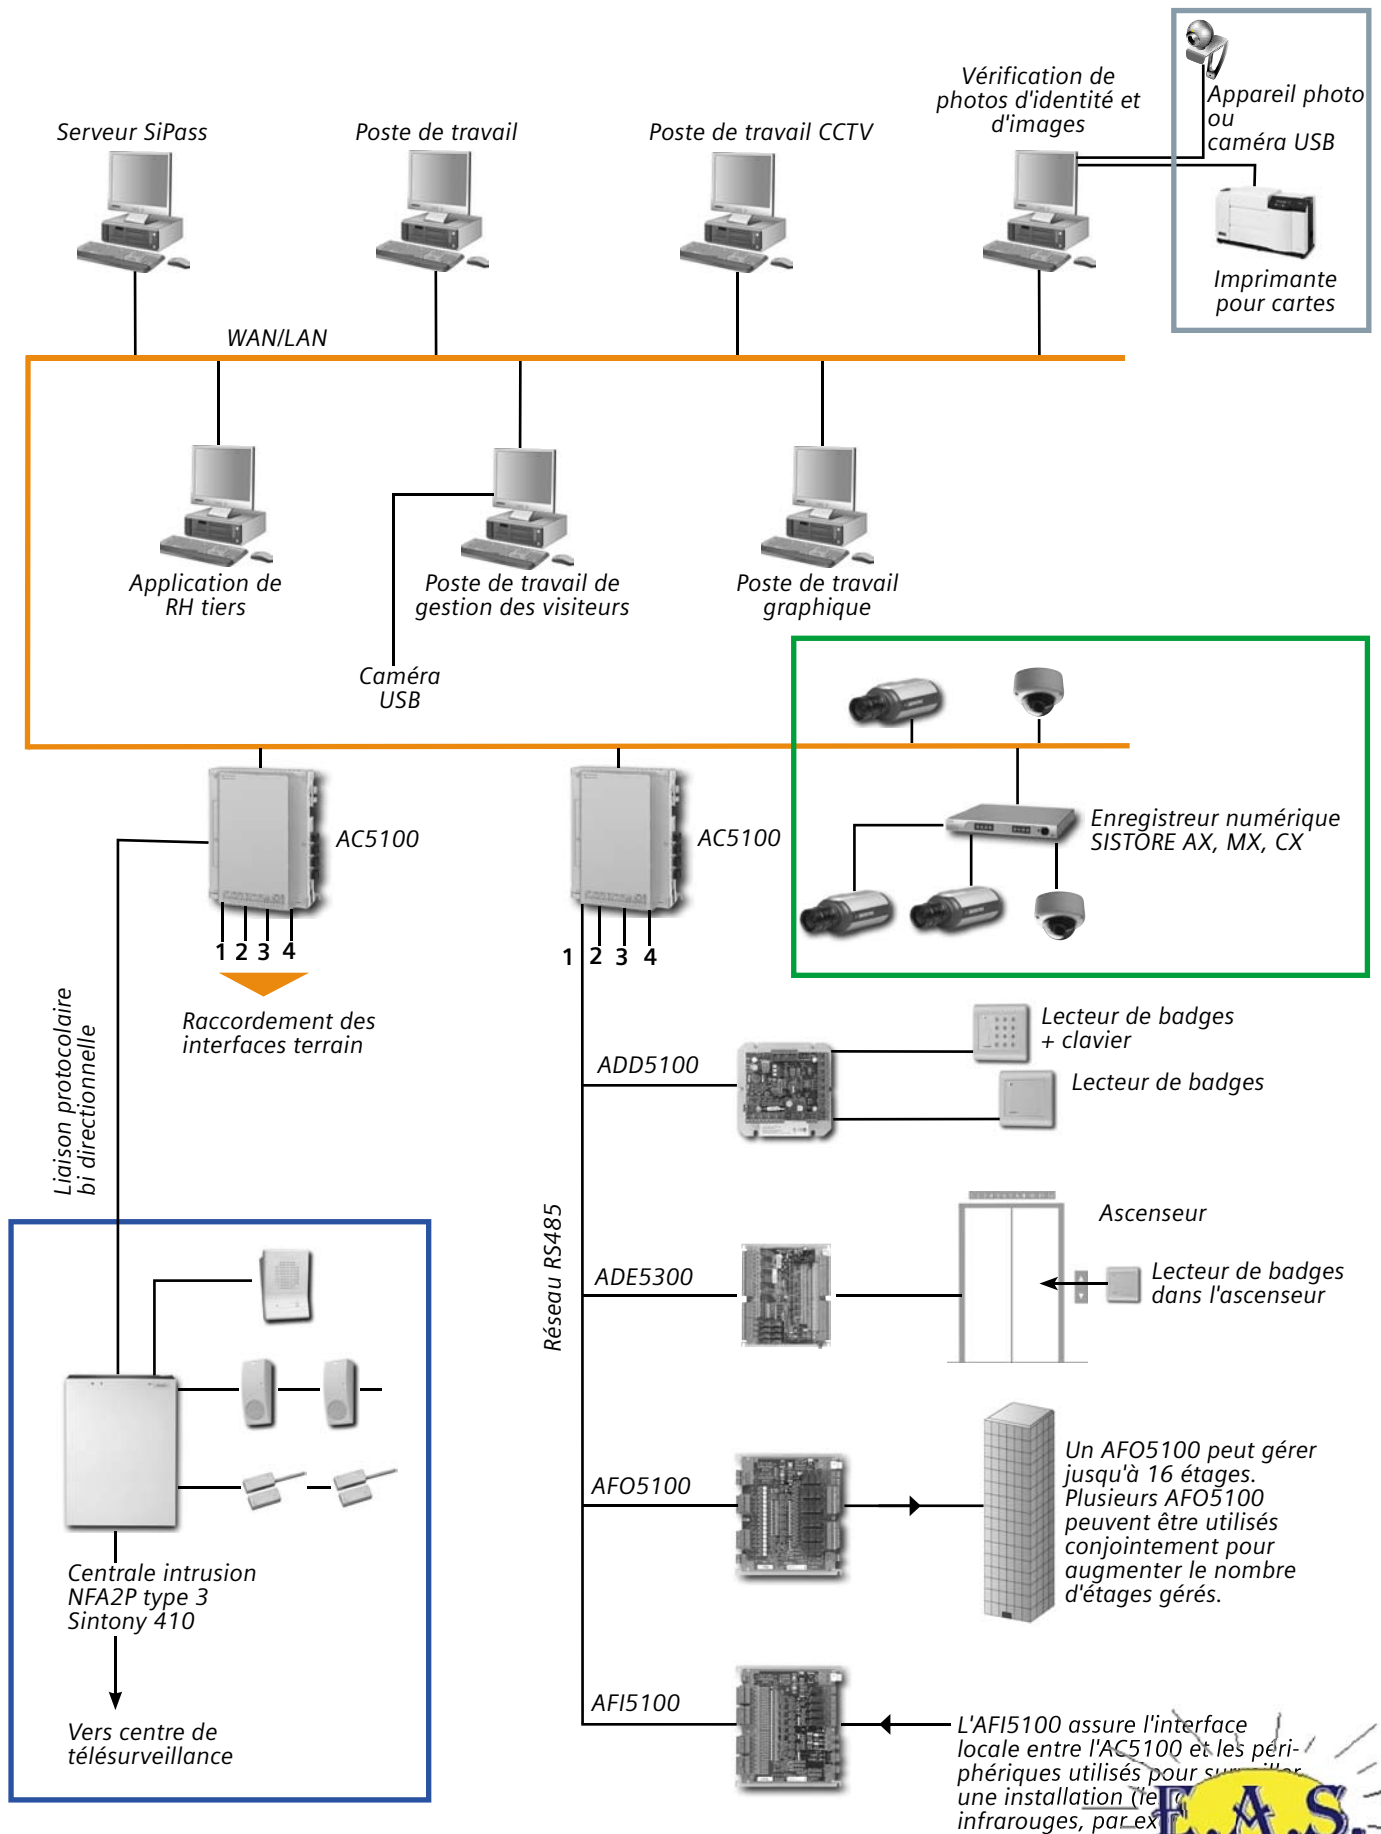 Vérification de
photos d'identité et
d'images
Appareil photo
ou
caméra USB
Serveur SiPass
Poste de travail
Poste de travail CCTV
Imprimante
pour cartes
WAN/LAN
Application de
RH tiers
Poste de travail de
gestion des visiteurs
Poste de travail
graphique
Caméra
USB
AC5100
AC5100
Enregistreur numérique
SISTORE AX, MX, CX
1 2 3 4
1 2 3 4
Raccordement des
interfaces terrain
Liaison protocolaire
bi directionnelle
Lecteur de badges
+ clavier
ADD5100
Lecteur de badges
Réseau RS485
Ascenseur
ADE5300
Lecteur de badges
dans l'ascenseur
AFO5100
Un AFO5100 peut gérer
jusqu'à 16 étages.
Plusieurs AFO5100
peuvent être utilisés
conjointement pour
augmenter le nombre
d'étages gérés.
Centrale intrusion
NFA2P type 3
Sintony 410
AFI5100
Vers centre de
télésurveillance
L'AFI5100 assure l'interface
locale entre l'AC5100 et les péri-
phériques utilisés pour surveiller
une installation
infrarouges, par
E.A.S.